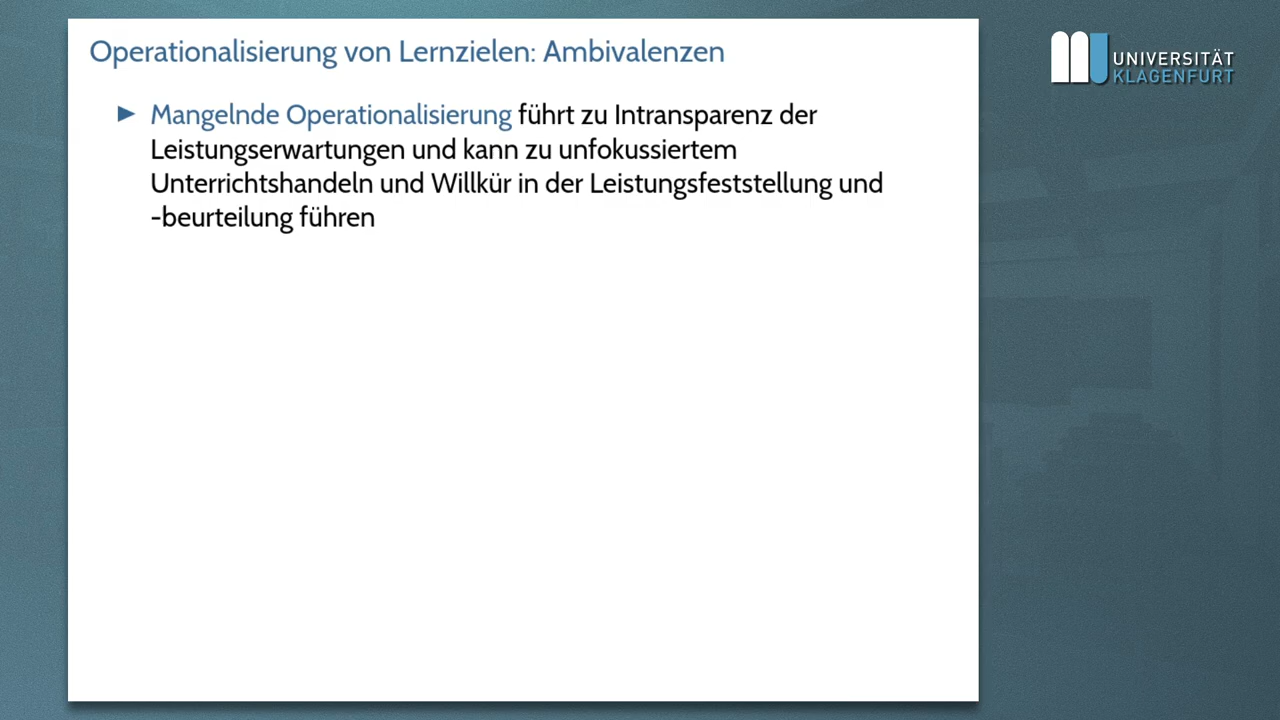 Operationalisierung von Lernzielen: Ambivalenzen
► Mangelnde Operationalisierung führt zu Intransparenz der
Leistungserwartungen und kann zu unfokussiertem
Unterrichtshandeln und Willkür in der Leistungsfeststellung und
-beurteilung führen
UNIVERSITÄT
KLAGENFURT